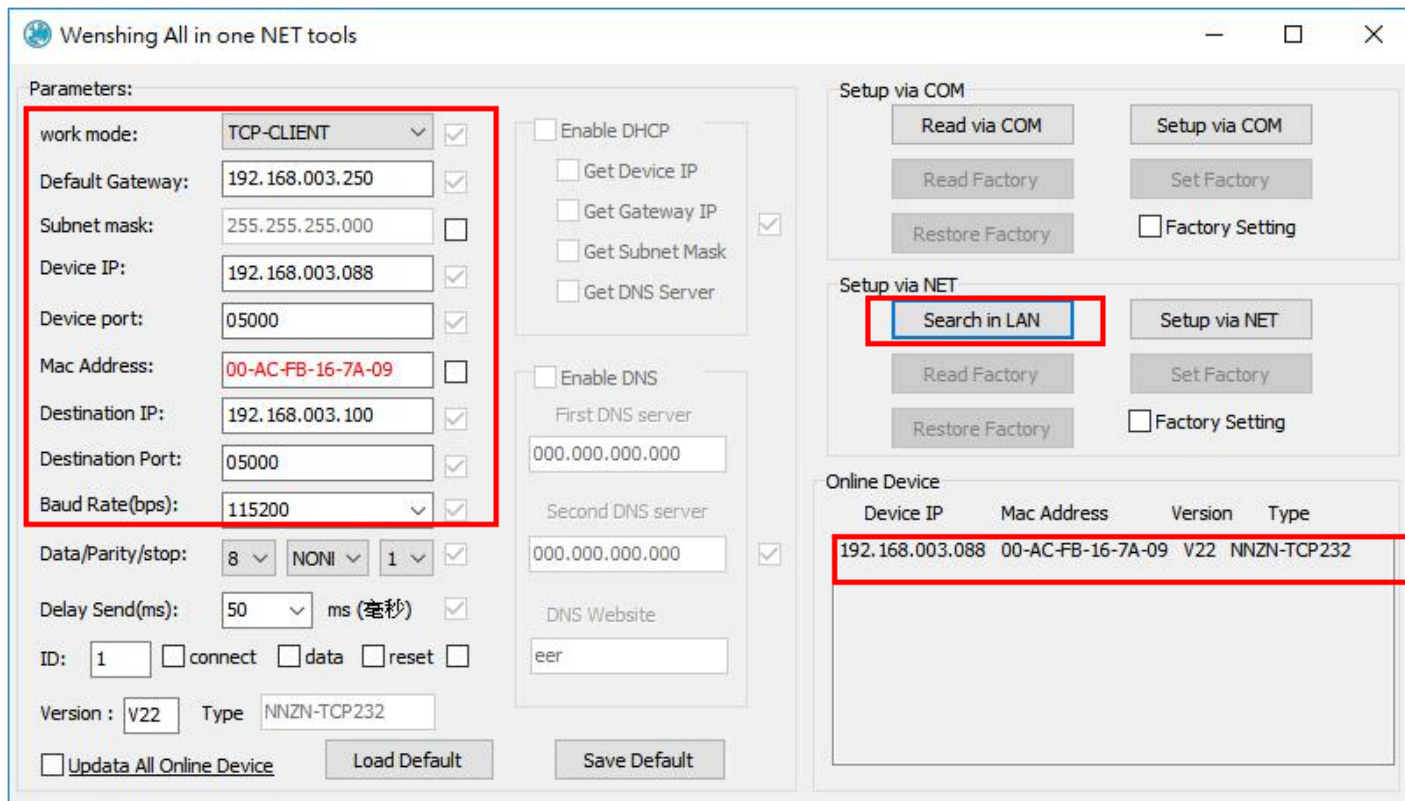 Wenshing All in one NET tools
Parameters:
work mode: TCP-CLIENT
Default Gateway: 192.168.003.250
Subnet mask: 255.255.255.000
Device IP: 192.168.003.088
Device port: 05000
Mac Address: 00-AC-FB-16-7A-09
Destination IP: 192.168.003.100
Destination Port: 05000
Baud Rate(bps): 115200
Data/Parity/stop: 8 NONI 1
Delay Send(ms): 50 ms (毫秒)
ID: 1 connect data reset
Version : V22 Type NNZN-TCP232
Updata All Online Device Load Default Save Default
Enable DHCP
Get Device IP
Get Gateway IP
Get Subnet Mask
Get DNS Server
Enable DNS
First DNS server
000.000.000.000
Second DNS server
000.000.000.000
DNS Website
eer
Setup via COM
Read via COM Setup via COM
Read Factory Set Factory
Restore Factory Factory Setting
Setup via NET
Search in LAN Setup via NET
Read Factory Set Factory
Restore Factory Factory Setting
Online Device
Device IP Mac Address Version Type
192.168.003.088 00-AC-FB-16-7A-09 V22 NNZN-TCP232